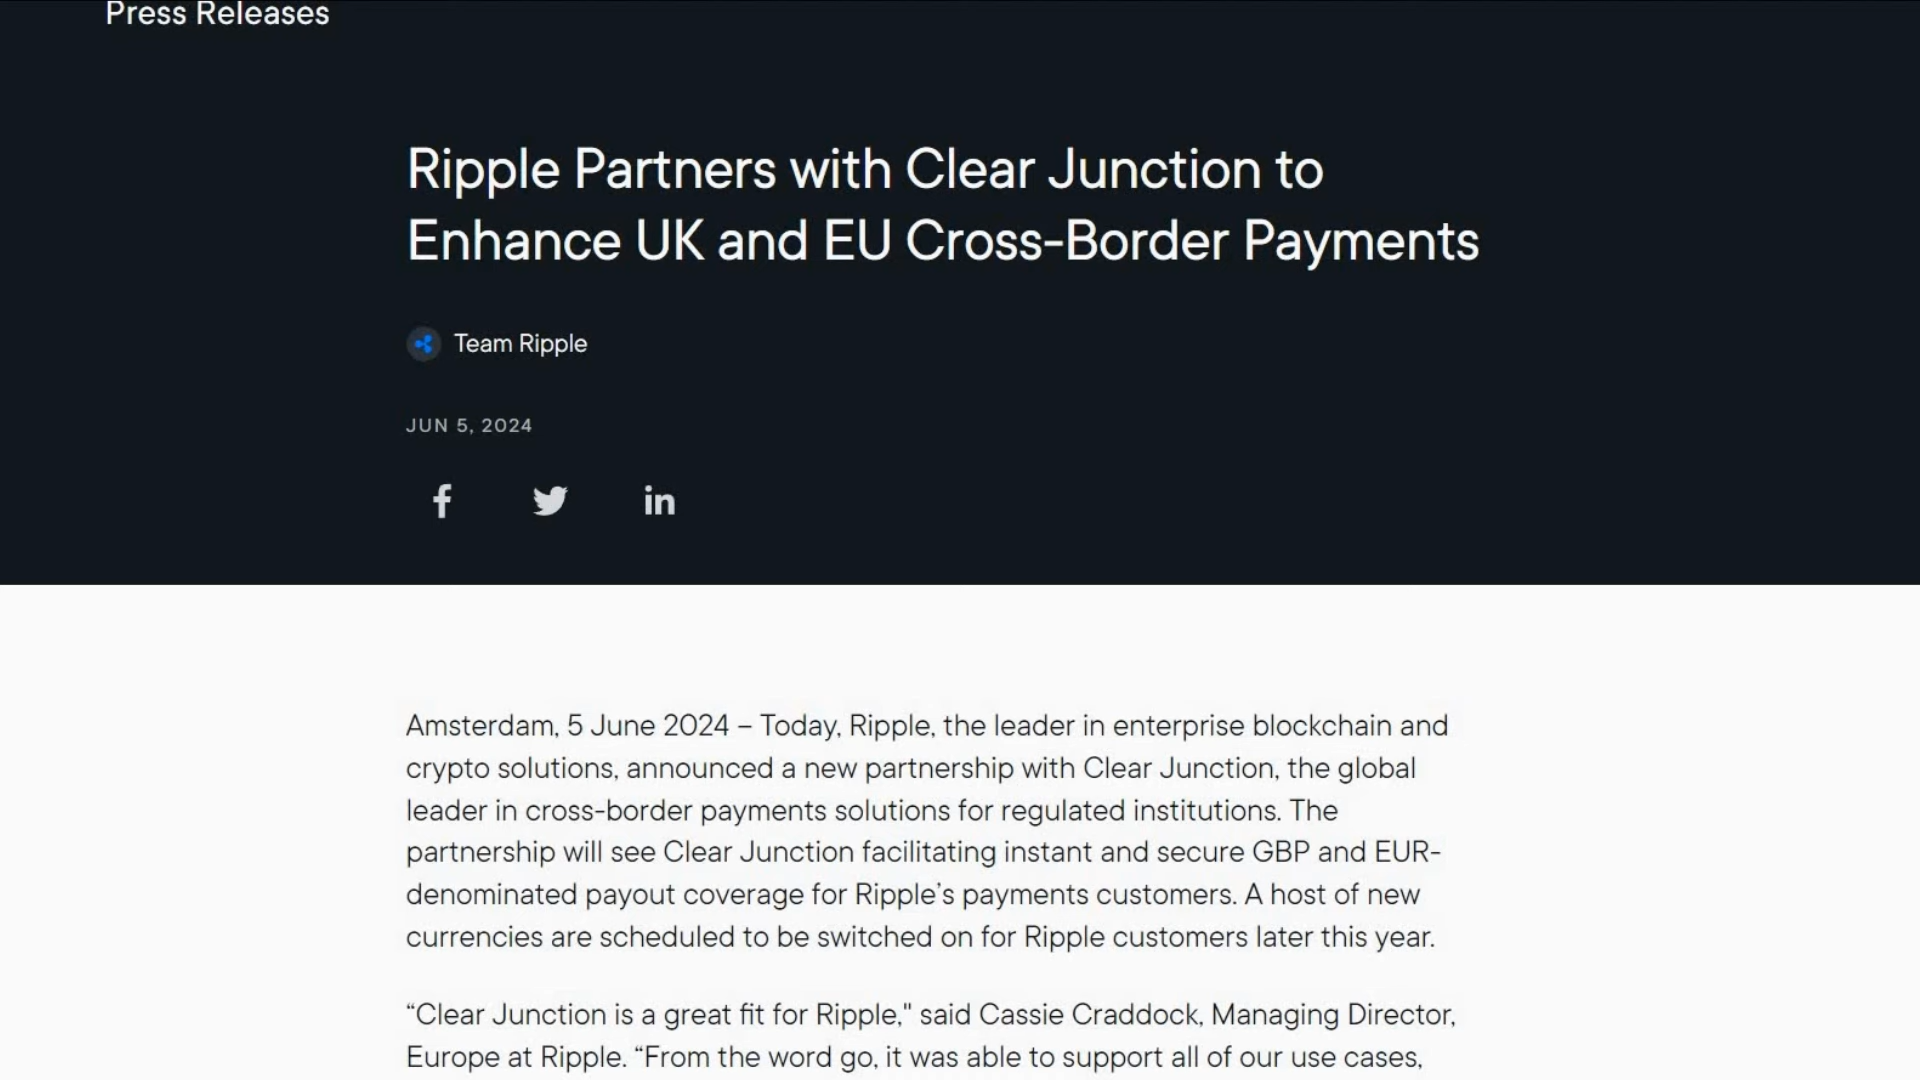 Press Releases
Ripple Partners with Clear Junction to
Enhance UK and EU Cross-Border Payments
Team Ripple
JUN 5, 2024
Amsterdam, 5 June 2024 – Today, Ripple, the leader in enterprise blockchain and
crypto solutions, announced a new partnership with Clear Junction, the global
leader in cross-border payments solutions for regulated institutions. The
partnership will see Clear Junction facilitating instant and secure GBP and EUR-
denominated payout coverage for Ripple’s payments customers. A host of new
currencies are scheduled to be switched on for Ripple customers later this year.
“Clear Junction is a great fit for Ripple," said Cassie Craddock, Managing Director,
Europe at Ripple. “From the word go, it was able to support all of our use cases,